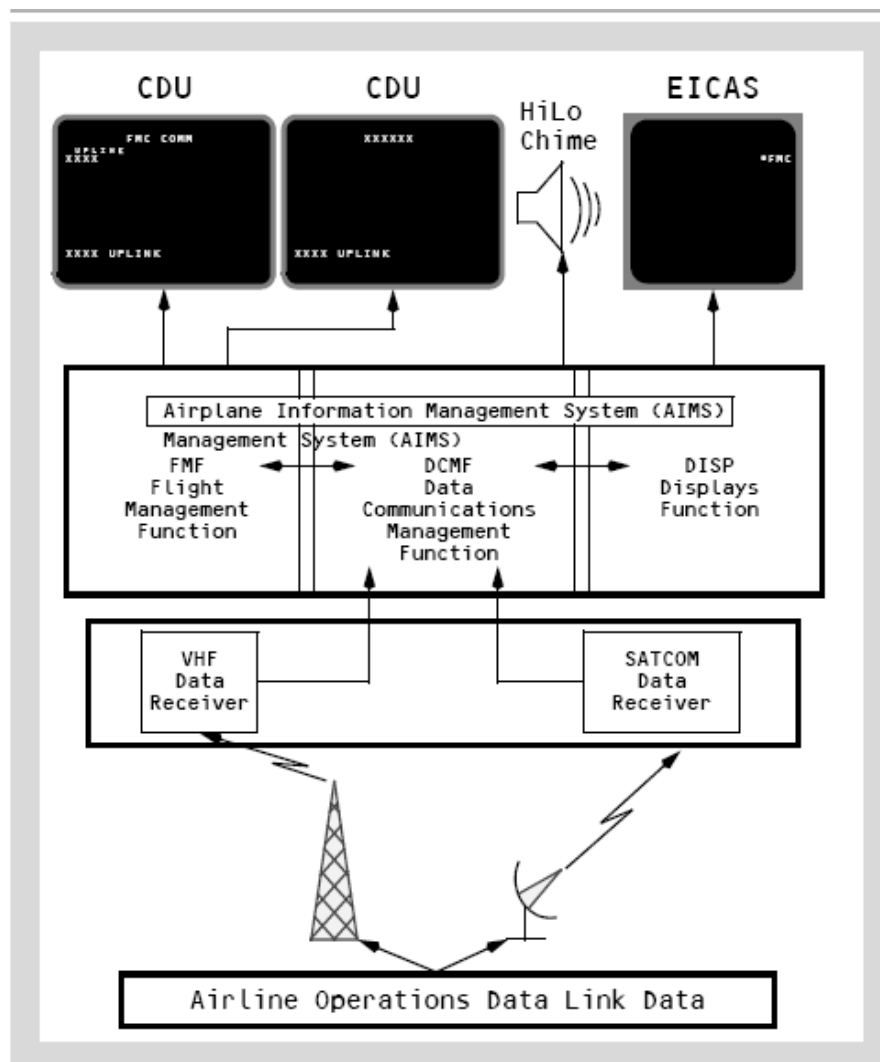 CDU
CDU
HiLo
Chime
EICAS
FMC COMM
UPLINK
XXXX
XXXX UPLINK
XXXXXX
XXXX UPLINK
•FMC
Airplane Information Management System (AIMS)
Management System (AIMS)
FMF
Flight
Management
Function
DCMF
Data
Communications
Management
Function
DISP
Displays
Function
VHF
Data
Receiver
SATCOM
Data
Receiver
Airline Operations Data Link Data